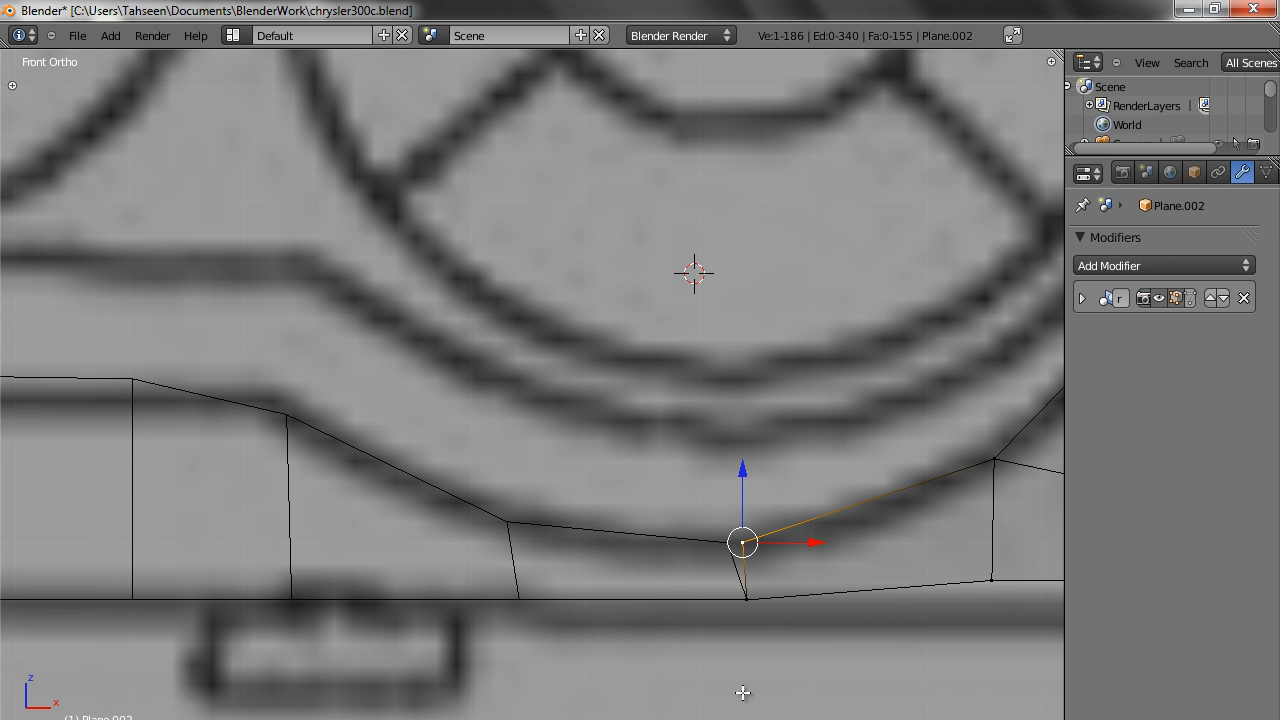 Blender* [C:\Users\Tahseen\Documents\BlenderWork\chrysler300c.blend]
File Add Render Help Default Scene Blender Render Ve:1-186 | Ed:0-340 | Fa:0-155 | Plane.002
Front Ortho
View Search All Scenes
Scene
RenderLayers |
World
Plane.002
Modifiers
Add Modifier
r
z
x
(1) Plane.002